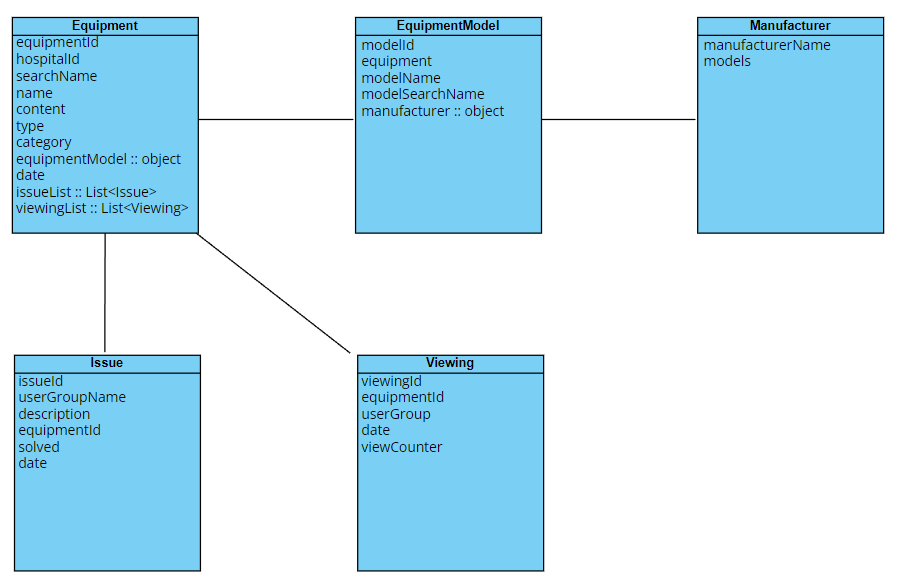 Equipment
equipmentId
hospitalId
searchName
name
content
type
category
equipmentModel :: object
date
issueList :: List<Issue>
viewingList :: List<Viewing>
EquipmentModel
modelId
equipment
modelName
modelSearchName
manufacturer :: object
Manufacturer
manufacturerName
models
Issue
issueId
userGroupName
description
equipmentId
solved
date
Viewing
viewingId
equipmentId
userGroup
date
viewCounter